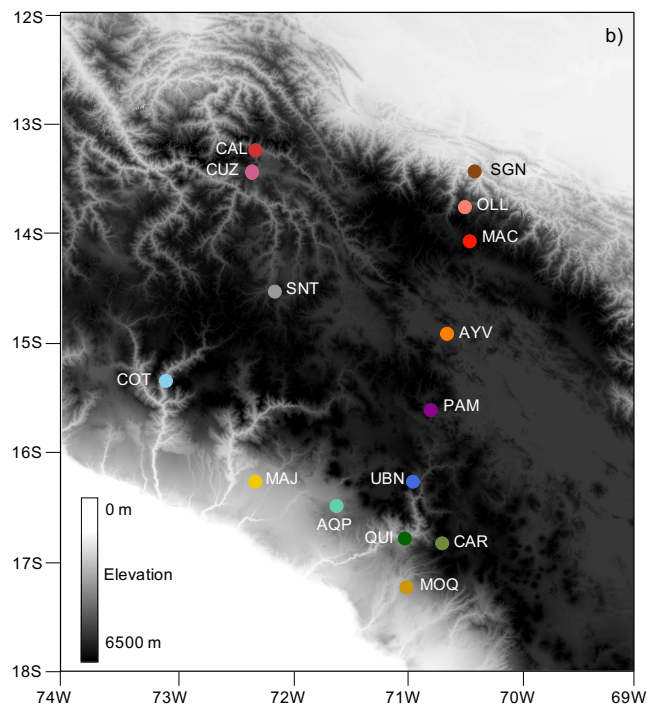 12S
b)
13S
CAL
CUZ
SGN
OLL
14S
MAC
SNT
15S
AYV
COT
PAM
16S
MAJ
UBN
0 m
AQP
17S
QUI
CAR
Elevation
MOQ
6500 m
18S
74W
73W
72W
71W
70W
69W